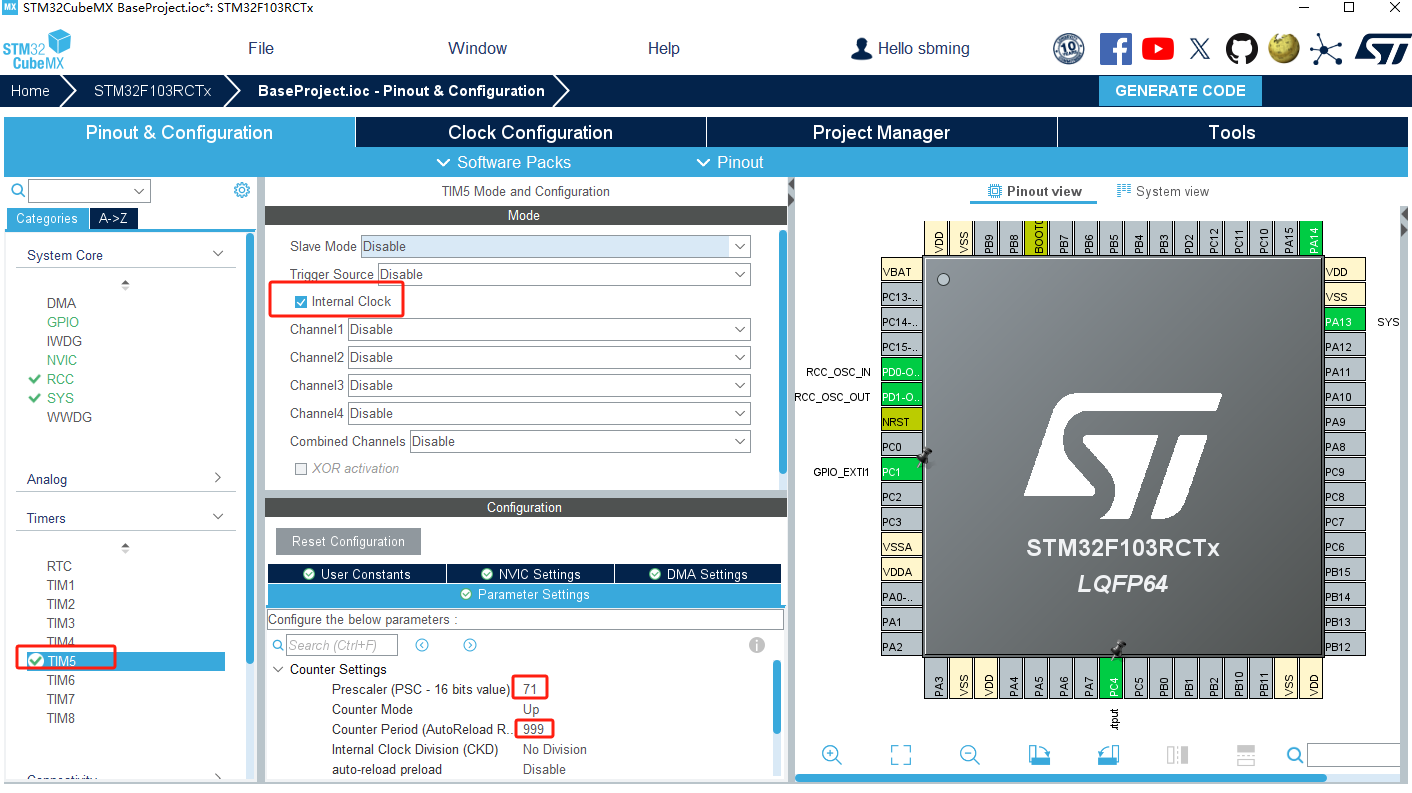 MX STM32CubeMX BaseProject.ioc*: STM32F103RCTx
STM32 CubeMX
File Window Help Hello sbming
10 YEARS
Home STM32F103RCTx BaseProject.ioc - Pinout & Configuration GENERATE CODE
Pinout & Configuration Clock Configuration Project Manager Tools
Software Packs Pinout
Categories A->Z
System Core
DMA
GPIO
IWDG
NVIC
RCC
SYS
WWDG
Analog
Timers
RTC
TIM1
TIM2
TIM3
TIM4
TIM5
TIM6
TIM7
TIM8
Connectivity
TIM5 Mode and Configuration
Mode
Slave Mode Disable
Trigger Source Disable
Internal Clock
Channel1 Disable
Channel2 Disable
Channel3 Disable
Channel4 Disable
Combined Channels Disable
XOR activation
Configuration
Reset Configuration
User Constants NVIC Settings DMA Settings
Parameter Settings
Configure the below parameters :
Search (Ctrl+F)
Counter Settings
Prescaler (PSC - 16 bits value) 71
Counter Mode Up
Counter Period (AutoReload R.. 999
Internal Clock Division (CKD) No Division
auto-reload preload Disable
Pinout view System view
VDD VSS PB9 PB8 BOOT0 PB7 PB6 PB5 PB4 PB3 PD2 PC12 PC11 PC10 PA15 PA14
VBAT
PC13-..
PC14-..
PC15-..
RCC_OSC_IN PD0-O..
RCC_OSC_OUT PD1-O..
NRST
PC0
GPIO_EXTI1 PC1
PC2
PC3
VSSA
VDDA
PA0-..
PA1
PA2
ST
STM32F103RCTx
LQFP64
VDD
VSS
PA13 SYS
PA12
PA11
PA10
PA9
PA8
PC9
PC8
PC7
PC6
PB15
PB14
PB13
PB12
PA3 VSS VDD PA4 PA5 PA6 PA7 PC4 PC5 PB0 PB1 PB2 PB10 PB11 VSS VDD